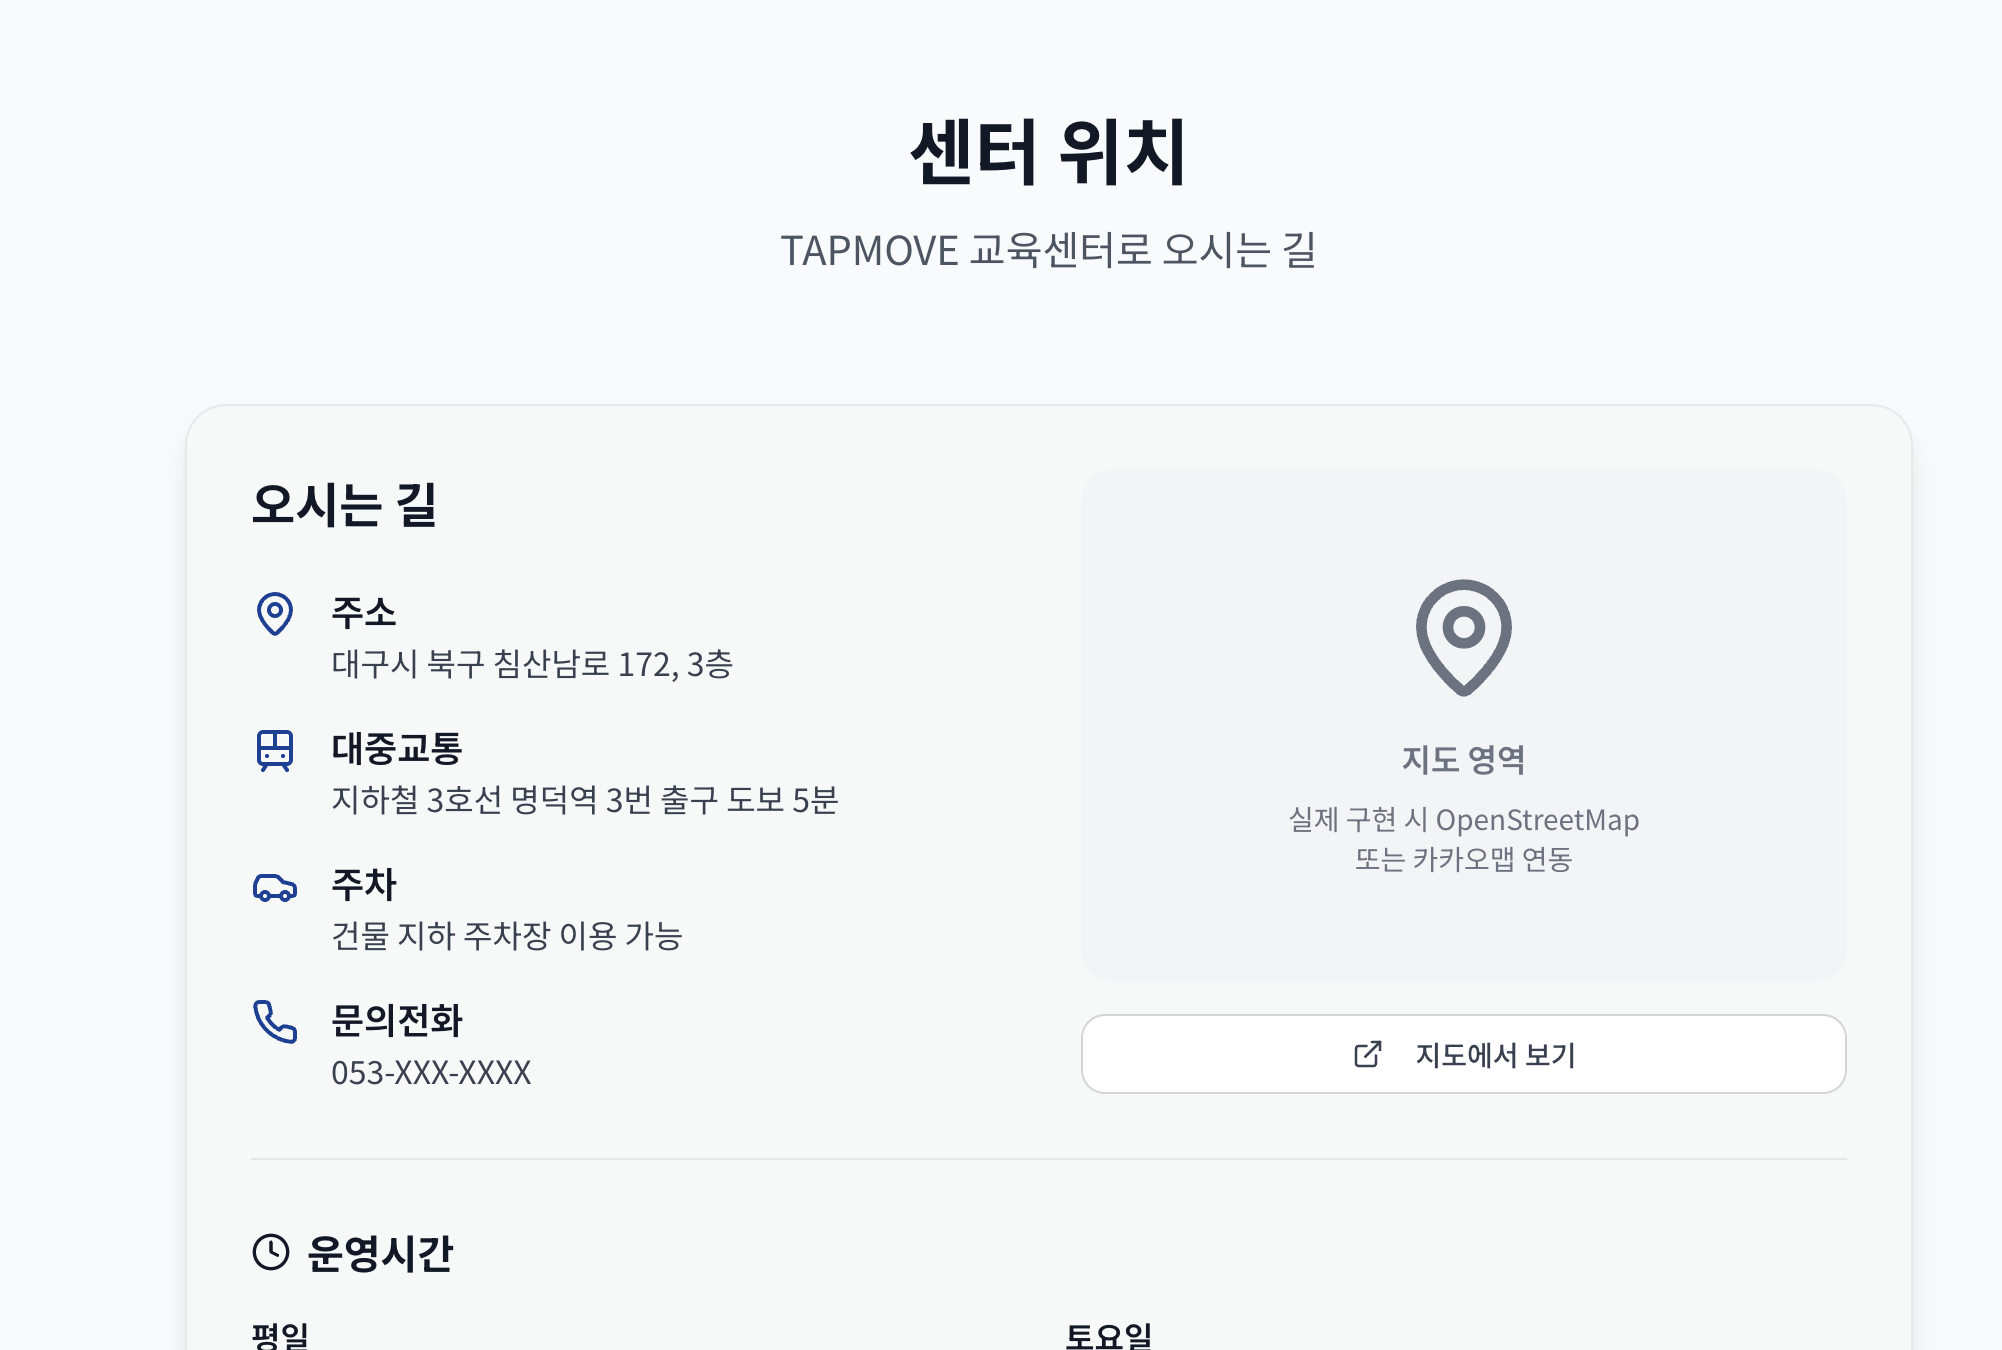 센터 위치
TAPMOVE 교육센터로 오시는 길
오시는 길
주소
대구시 북구 침산남로 172, 3층
대중교통
지하철 3호선 명덕역 3번 출구 도보 5분
주차
건물 지하 주차장 이용 가능
문의전화
053-XXX-XXXX
지도 영역
실제 구현 시 OpenStreetMap
또는 카카오맵 연동
지도에서 보기
운영시간
평일
토요일